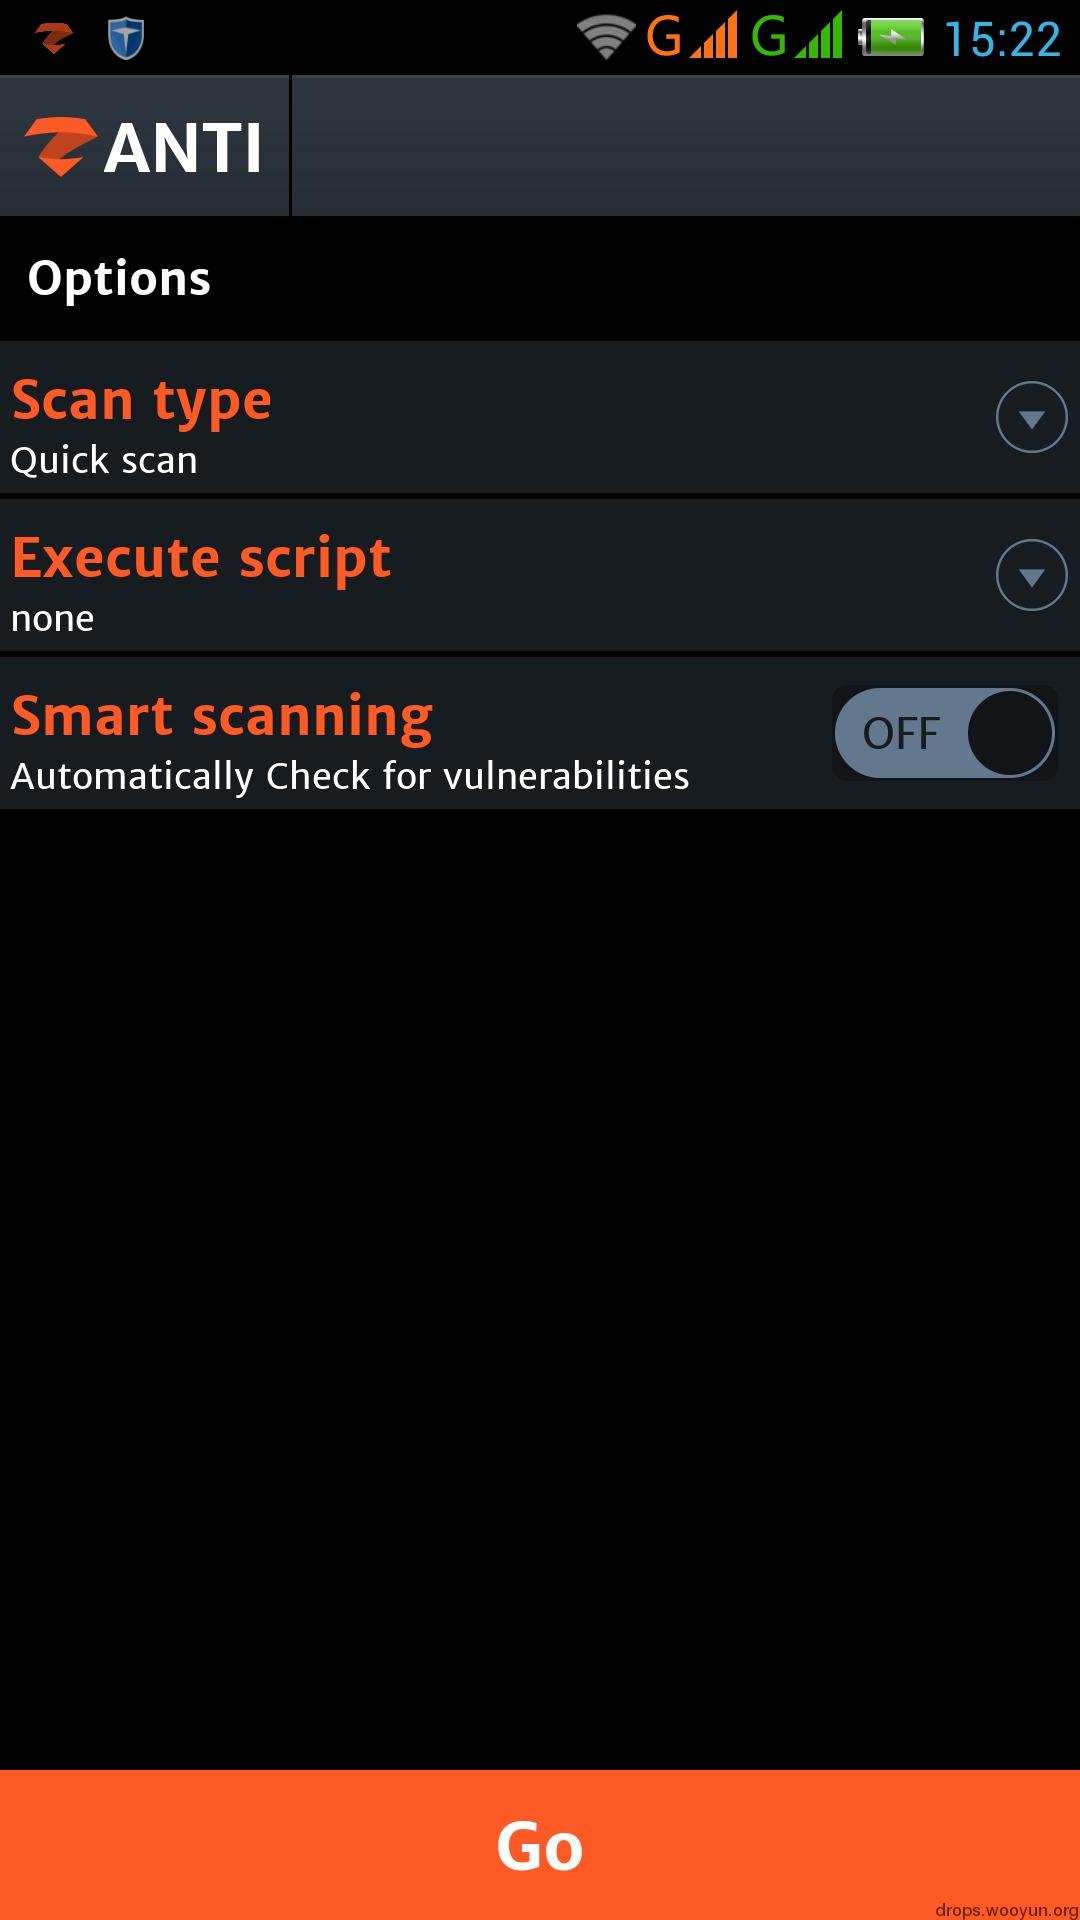 G G 15:22
ANTI
Options
Scan type
Quick scan
Execute script
none
Smart scanning
OFF
Automatically Check for vulnerabilities
Go
drops.wooyun.org